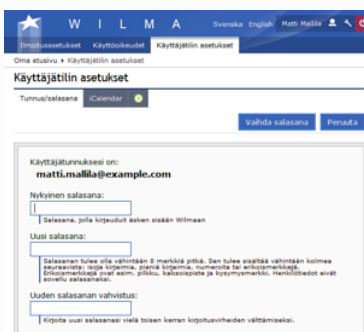 W I L M A
Svenska English Matti Mallila
Ilmoitusasetukset Käyttöoikeudet Käyttäjätilin asetukset
Oma etusivu Käyttäjätilin asetukset
Käyttäjätilin asetukset
Tunnus/salasana iCalendar
Vaihda salasana Peruuta
Käyttäjätunnuksesi on:
matti.mallila@example.com
Nykyinen salasana:
Salasana, jolla kirjauduit äsken sisään Wilmaan
Uusi salasana:
Salasanan tulee olla vähintään 8 merkkiä pitkä. Sen tulee sisältää vähintään kolmea
seuraavista: isoja kirjaimia, pieniä kirjaimia, numeroita tai erikoismerkkejä.
Erikoismerkkejä ovat esim. pilkku, kaksoispiste ja kysymysmerkki. Henkilötiedot eivät
sovellu salasanaksi.
Uuden salasanan vahvistus:
Kirjoita uusi salasanasi vielä toisen kerran kirjoitusvirheiden välttämiseksi.